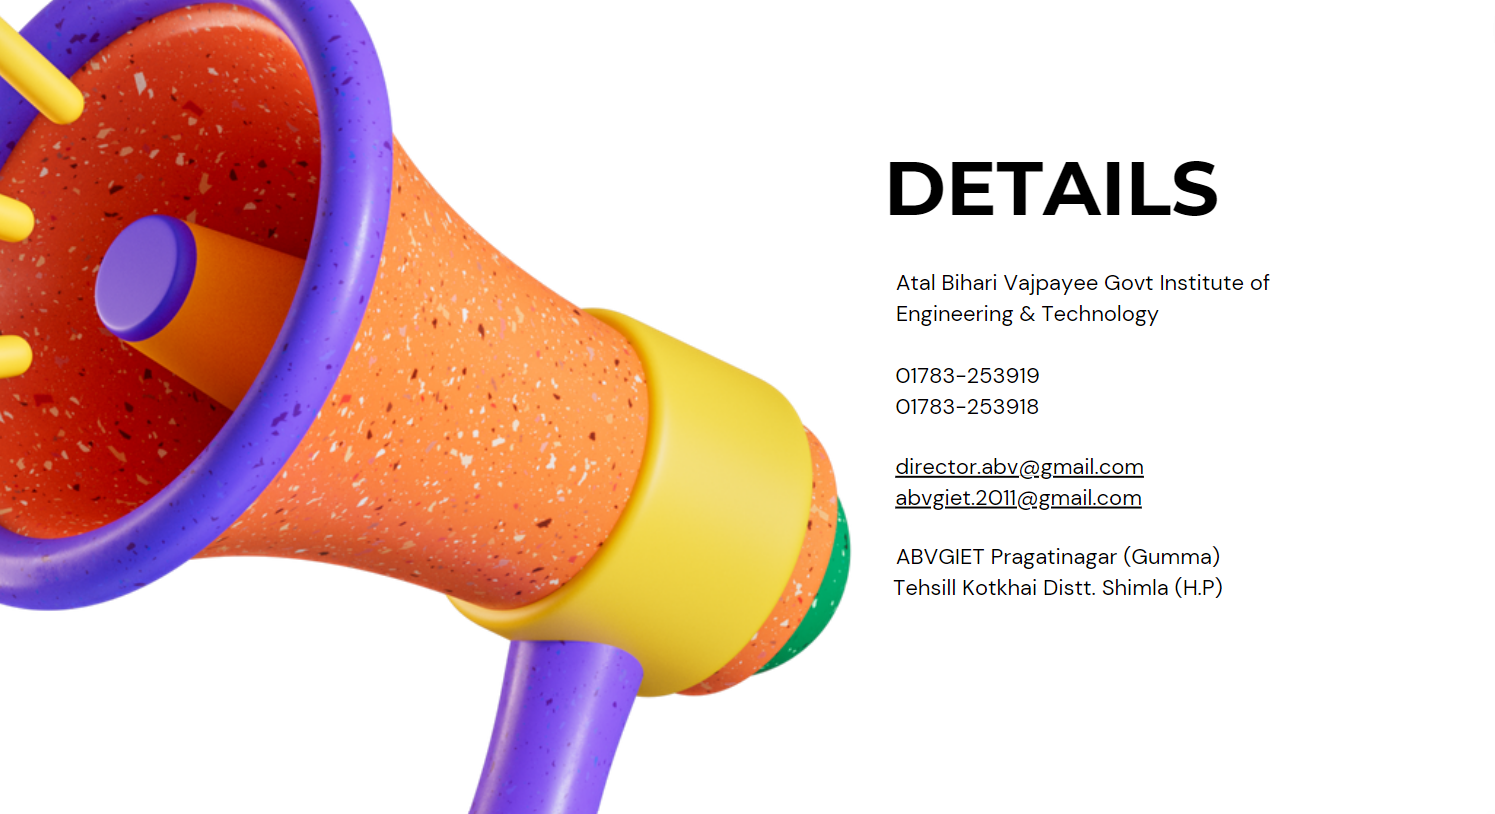 DETAILS
Atal Bihari Vajpayee Govt Institute of
Engineering & Technology
01783-253919
01783-253918
director.abv@gmail.com
abvgiet.2011@gmail.com
ABVGIET Pragatinagar (Gumma)
Tehsill Kotkhai Distt. Shimla (H.P)